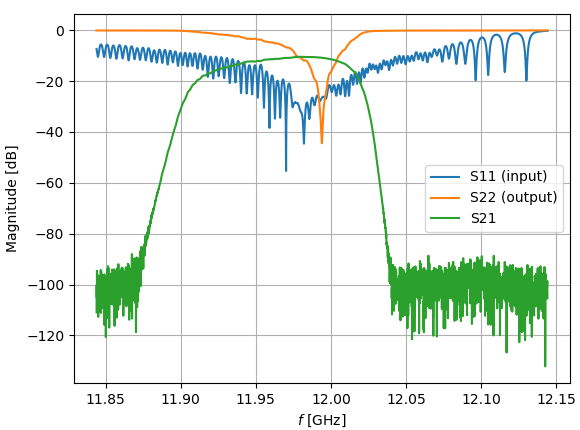 0
−20
−40
−60
−80
−100
−120
Magnitude [dB]
S11 (input)
S22 (output)
S21
11.85 11.90 11.95 12.00 12.05 12.10 12.15
f [GHz]